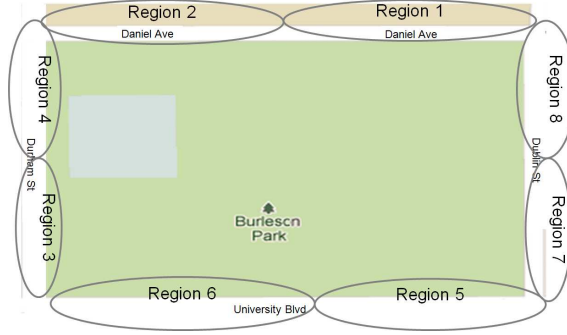 Region 2
Region 1
Daniel Ave
Daniel Ave
Region 4
Region 8
Durham St
Dublin St
Region 3
Burleson
Park
Region 7
Region 6
Region 5
University Blvd